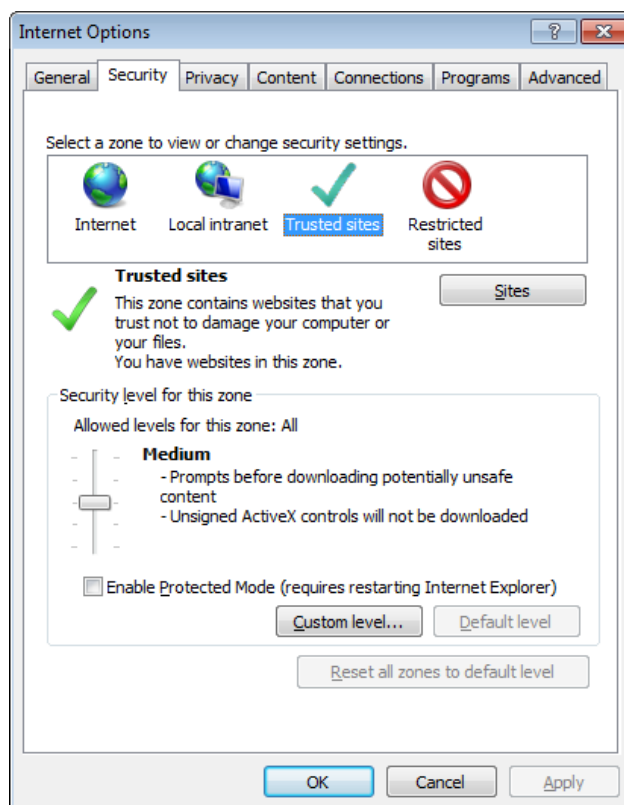 Internet Options
General Security Privacy Content Connections Programs Advanced
Select a zone to view or change security settings.
Internet Local intranet Trusted sites Restricted
sites
Trusted sites
Sites
This zone contains websites that you
trust not to damage your computer or
your files.
You have websites in this zone.
Security level for this zone
Allowed levels for this zone: All
Medium
- Prompts before downloading potentially unsafe
content
- Unsigned ActiveX controls will not be downloaded
Enable Protected Mode (requires restarting Internet Explorer)
Custom level... Default level
Reset all zones to default level
OK Cancel Apply